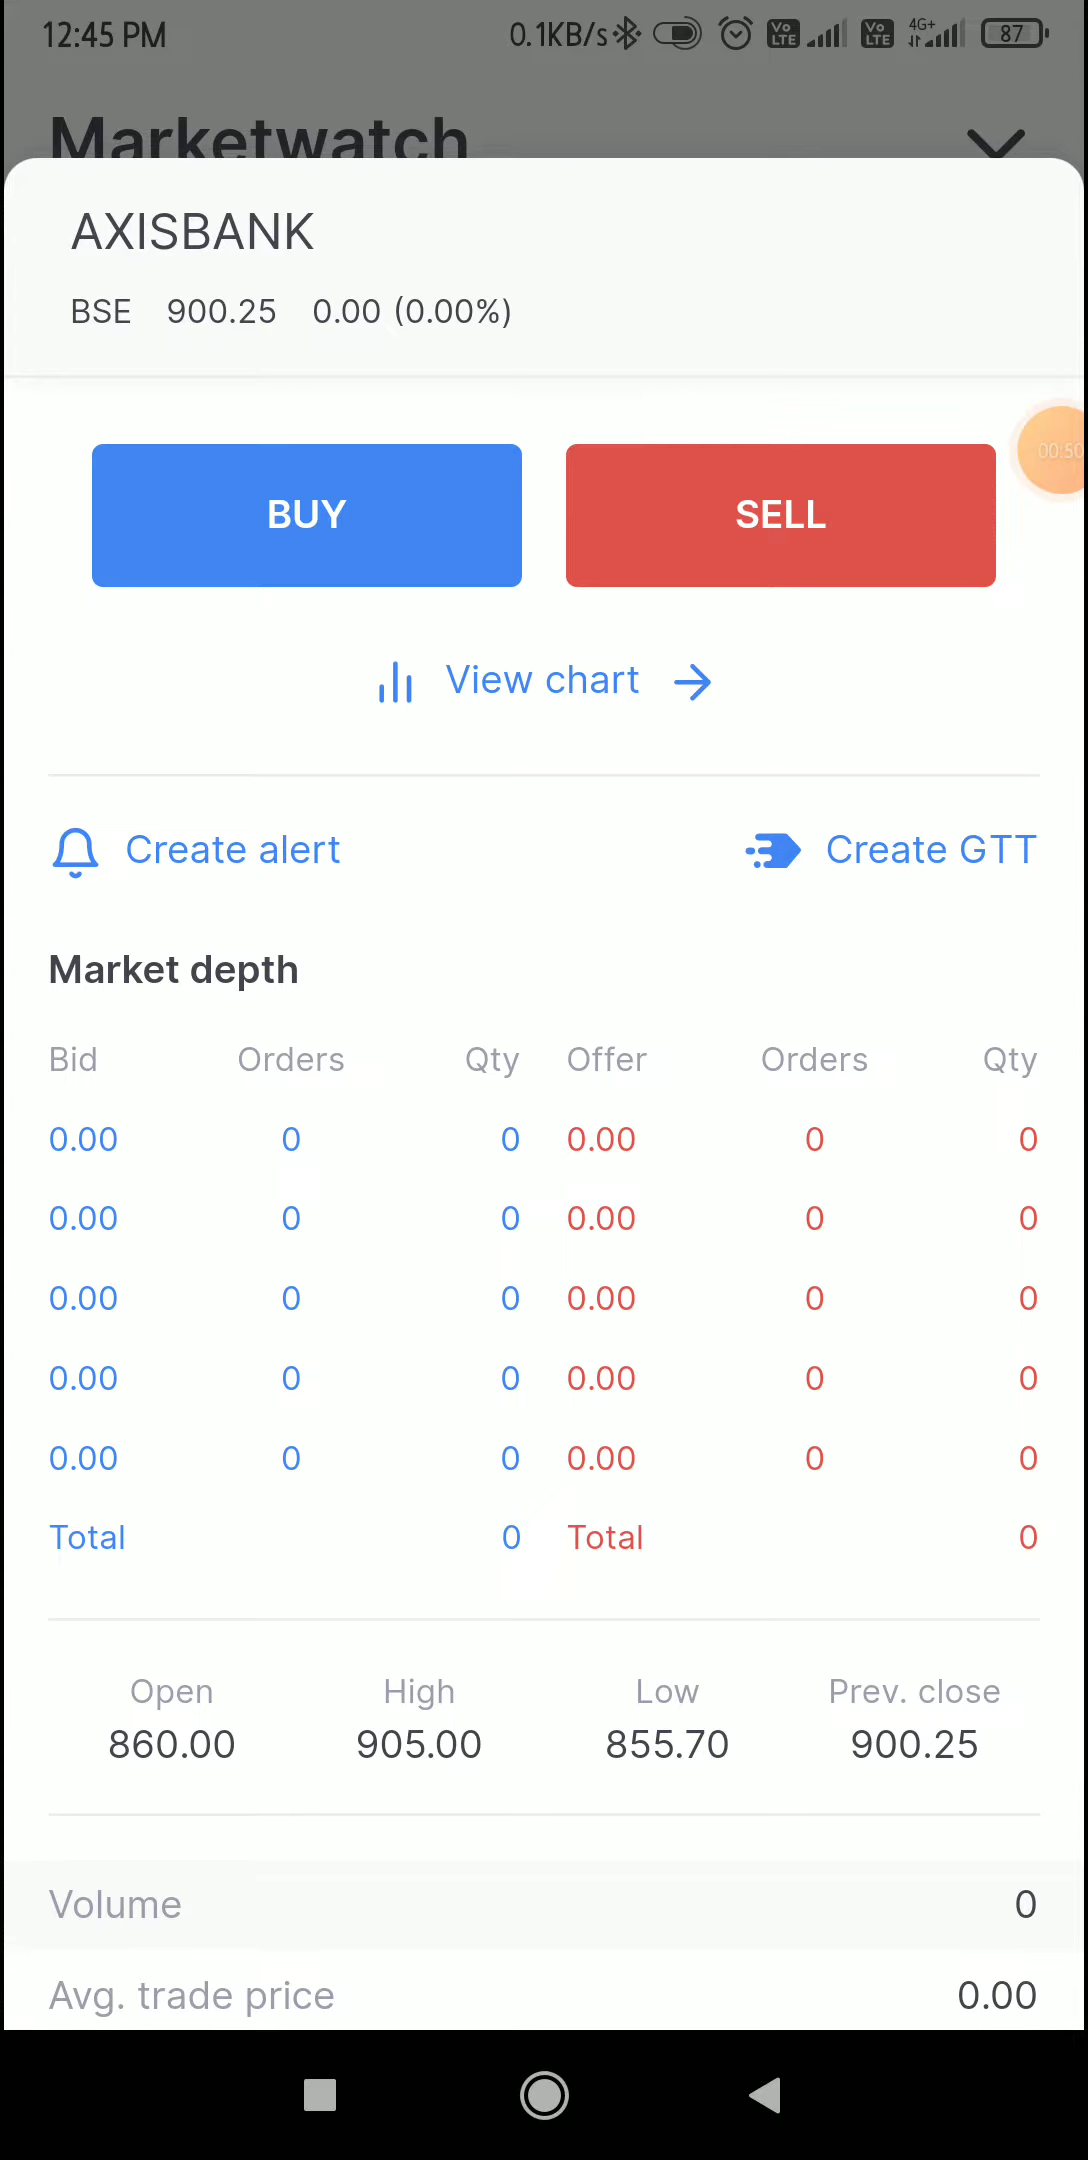 12:45 PM 0.1KB/s Vo LTE Vo LTE 4G+ 87
Marketwatch
AXISBANK
BSE 900.25 0.00 (0.00%)
00:50
BUY SELL
View chart
Create alert Create GTT
Market depth
Bid Orders Qty Offer Orders Qty
0.00 0 0 0.00 0 0
0.00 0 0 0.00 0 0
0.00 0 0 0.00 0 0
0.00 0 0 0.00 0 0
0.00 0 0 0.00 0 0
Total 0 Total 0
Open High Low Prev. close
860.00 905.00 855.70 900.25
Volume 0
Avg. trade price 0.00